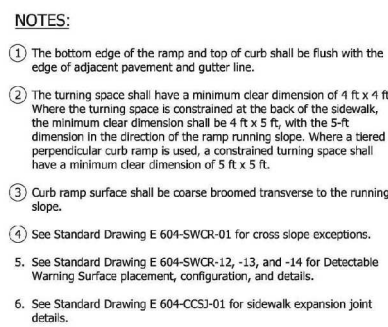 NOTES:
1 The bottom edge of the ramp and top of curb shall be flush with the
edge of adjacent pavement and gutter line.
2 The turning space shall have a minimum clear dimension of 4 ft x 4 ft
Where the turning space is constrained at the back of the sidewalk,
the minimum clear dimension shall be 4 ft x 5 ft, with the 5-ft
dimension in the direction of the ramp running slope. Where a tiered
perpendicular curb ramp is used, a constrained turning space shall
have a minimum clear dimension of 5 ft x 5 ft.
3 Curb ramp surface shall be coarse broomed transverse to the running
slope.
4 See Standard Drawing E 604-SWCR-01 for cross slope exceptions.
5. See Standard Drawing E 604-SWCR-12, -13, and -14 for Detectable
Warning Surface placement, configuration, and details.
6. See Standard Drawing E 604-CCSJ-01 for sidewalk expansion joint
details.